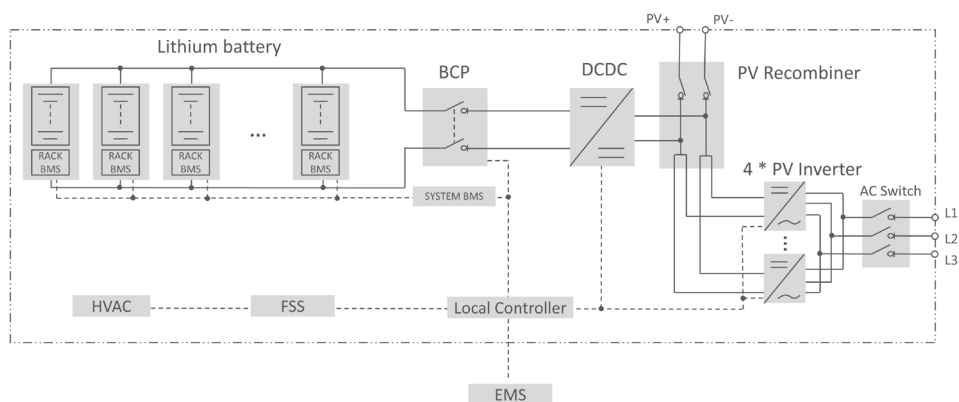 PV+ PV-
Lithium battery
BCP
DCDC
PV Recombiner
RACK
BMS
RACK
BMS
RACK
BMS
...
RACK
BMS
SYSTEM BMS
4 * PV Inverter
AC Switch
L1
L2
L3
HVAC
FSS
Local Controller
EMS